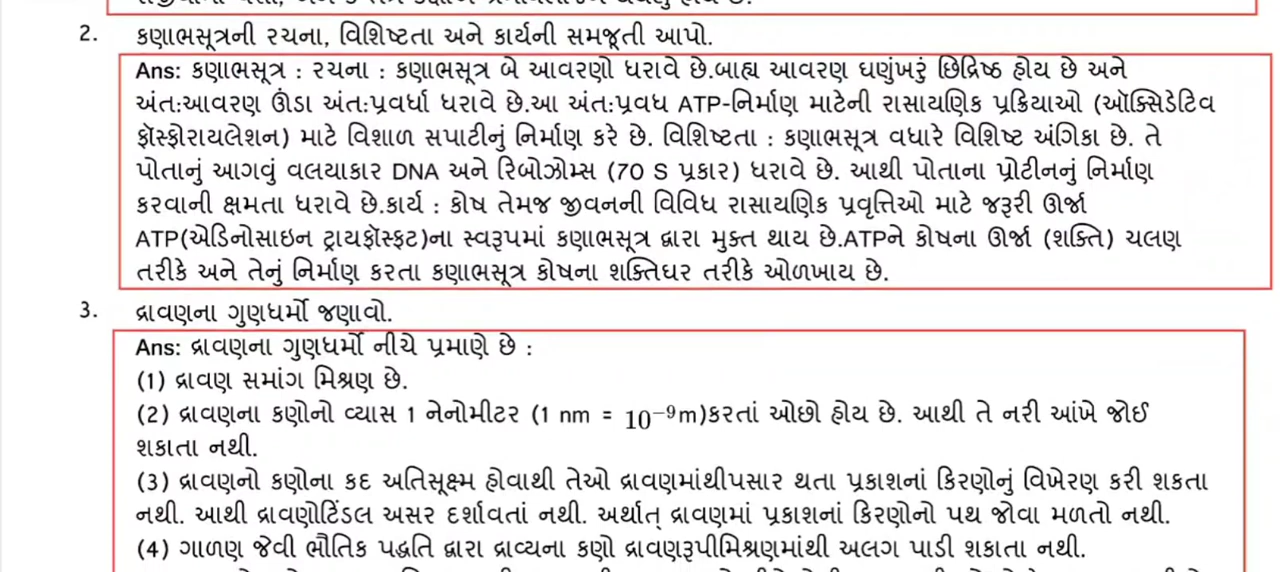 2. કણાભસૂત્રની રચના, વિશિષ્ટતા અને કાર્યની સમજૂતી આપો.
Ans: કણાભસૂત્ર : રચના : કણાભસૂત્ર બે આવરણો ધરાવે છે.બાહ્ય આવરણ ઘણુંખરું છિદ્રિષ્ઠ હોય છે અને
અંત:આવરણ ઊંડા અંત:પ્રવર્ધા ધરાવે છે.આ અંત:પ્રવધ ATP-નિર્માણ માટેની રાસાયણિક પ્રક્રિયાઓ (ઑક્સિડેટિવ
ફૉસ્ફોરાયલેશન) માટે વિશાળ સપાટીનું નિર્માણ કરે છે. વિશિષ્ટતા : કણાભસૂત્ર વધારે વિશિષ્ટ અંગિકા છે. તે
પોતાનું આગવું વલયાકાર DNA અને રિબોઝોમ્સ (70 S પ્રકાર) ધરાવે છે. આથી પોતાના પ્રોટીનનું નિર્માણ
કરવાની ક્ષમતા ધરાવે છે.કાર્ય : કોષ તેમજ જીવનની વિવિધ રાસાયણિક પ્રવૃત્તિઓ માટે જરૂરી ઊર્જા
ATP(એડિનોસાઇન ટ્રાયફૉસ્ફટ)ના સ્વરૂપમાં કણાભસૂત્ર દ્વારા મુક્ત થાય છે.ATPને કોષના ઊર્જા (શક્તિ) ચલણ
તરીકે અને તેનું નિર્માણ કરતા કણાભસૂત્ર કોષના શક્તિઘર તરીકે ઓળખાય છે.
3. દ્રાવણના ગુણધર્મો જણાવો.
Ans: દ્રાવણના ગુણધર્મો નીચે પ્રમાણે છે :
(1) દ્રાવણ સમાંગ મિશ્રણ છે.
(2) દ્રાવણના કણોનો વ્યાસ 1 નેનોમીટર (1 nm = 10⁻⁹m)કરતાં ઓછો હોય છે. આથી તે નરી આંખે જોઈ
શકાતા નથી.
(3) દ્રાવણનો કણોના કદ અતિસૂક્ષ્મ હોવાથી તેઓ દ્રાવણમાંથીપસાર થતા પ્રકાશનાં કિરણોનું વિખેરણ કરી શકતા
નથી. આથી દ્રાવણોટિંડલ અસર દર્શાવતાં નથી. અર્થાત્ દ્રાવણમાં પ્રકાશનાં કિરણોનો પથ જોવા મળતો નથી.
(4) ગાળણ જેવી ભૌતિક પદ્ધતિ દ્વારા દ્રાવ્યના કણો દ્રાવણરૂપીમિશ્રણમાંથી અલગ પાડી શકાતા નથી.